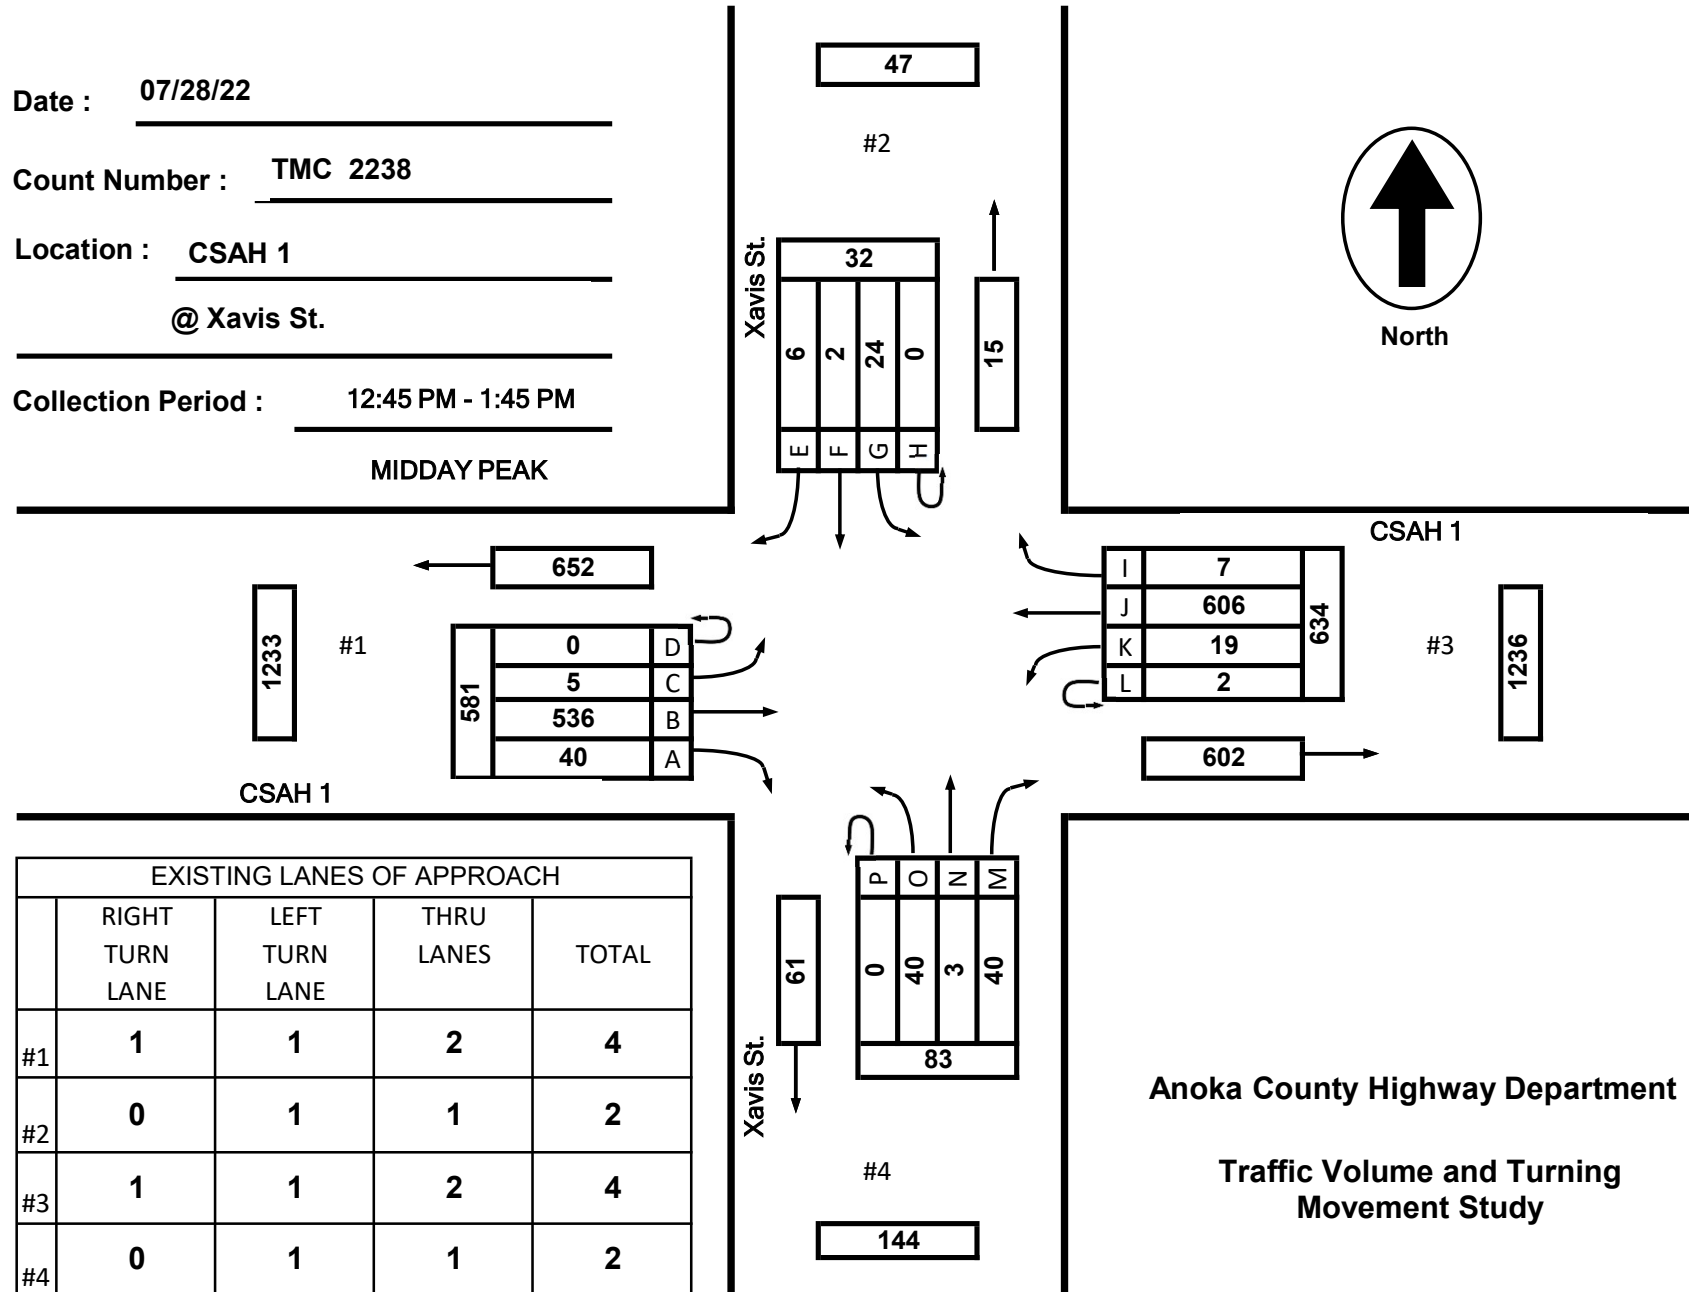 Date : 07/28/22
Count Number : TMC 2238
Location : CSAH 1
@ Xavis St.
Collection Period : 12:45 PM - 1:45 PM
MIDDAY PEAK
47
#2
Xavis St.
32
6 2 24 0
E F G H
15
North
CSAH 1
652
1233
#1
581
0 D
5 C
536 B
40 A
CSAH 1
I 7
J 606
K 19
L 2
634
#3
1236
602
P O N M
0 40 3 40
83
61
Xavis St.
#4
144
EXISTING LANES OF APPROACH
RIGHT TURN LANE LEFT TURN LANE THRU LANES TOTAL
#1 1 1 2 4
#2 0 1 1 2
#3 1 1 2 4
#4 0 1 1 2
Anoka County Highway Department
Traffic Volume and Turning
Movement Study